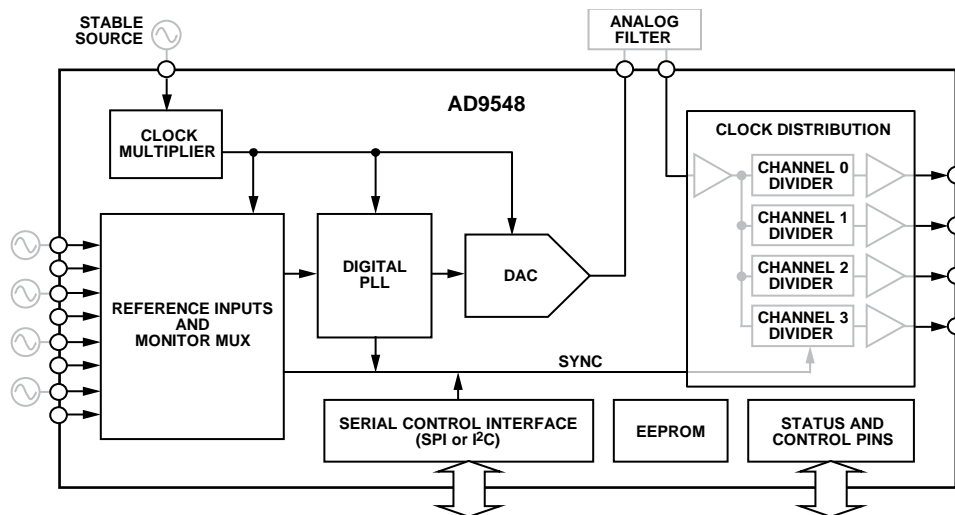 STABLE
SOURCE
ANALOG
FILTER
AD9548
CLOCK
MULTIPLIER
CLOCK DISTRIBUTION
CHANNEL 0
DIVIDER
CHANNEL 1
DIVIDER
CHANNEL 2
DIVIDER
CHANNEL 3
DIVIDER
DIGITAL
PLL
DAC
REFERENCE INPUTS
AND
MONITOR MUX
SYNC
SERIAL CONTROL INTERFACE
(SPI or I²C)
EEPROM
STATUS AND
CONTROL PINS